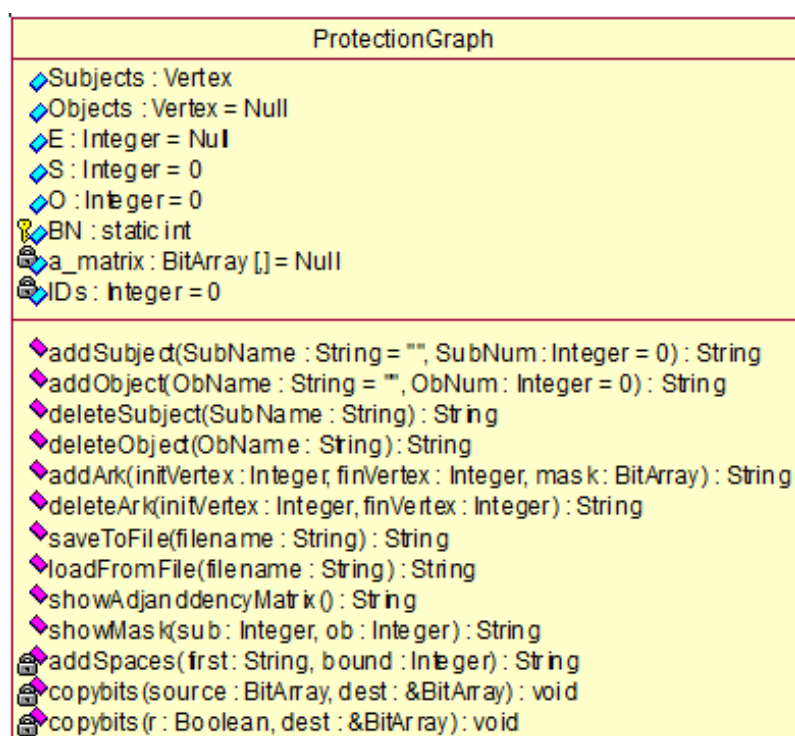 ProtectionGraph
Subjects : Vertex
Objects : Vertex = Null
E : Integer = Null
S : Integer = 0
O : Integer = 0
BN : static int
a_matrix : BitArray [,] = Null
IDs : Integer = 0
addSubject(SubName : String = "", SubNum : Integer = 0) : String
addObject(ObName : String = "", ObNum : Integer = 0) : String
deleteSubject(SubName : String) : String
deleteObject(ObName : String) : String
addArk(initVertex : Integer, finVertex : Integer, mask : BitArray) : String
deleteArk(initVertex : Integer, finVertex : Integer) : String
saveToFile(filename : String) : String
loadFromFile(filename : String) : String
showAdjanddencyMatrix() : String
showMask(sub : Integer, ob : Integer) : String
addSpaces(first : String, bound : Integer) : String
copybits(source : BitArray, dest : &BitArray) : void
copybits(r : Boolean, dest : &BitArray) : void